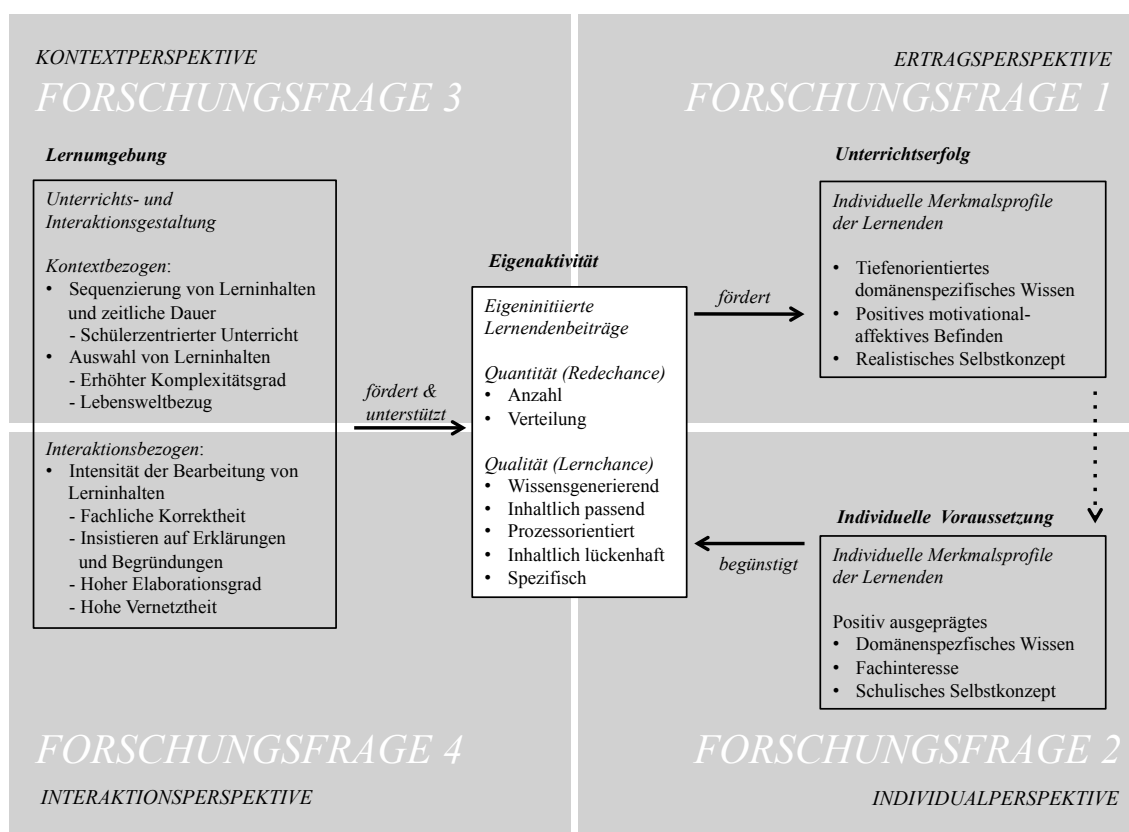 KONTEXTPERSPEKTIVE
FORSCHUNGSFRAGE 3
ERTRAGSPERSPEKTIVE
FORSCHUNGSFRAGE 1
Lernumgebung
Unterrichts- und
Interaktionsgestaltung
Kontextbezogen:
• Sequenzierung von Lerninhalten
und zeitliche Dauer
- Schülerzentrierter Unterricht
• Auswahl von Lerninhalten
- Erhöhter Komplexitätsgrad
- Lebensweltbezug
Interaktionsbezogen:
• Intensität der Bearbeitung von
Lerninhalten
- Fachliche Korrektheit
- Insistieren auf Erklärungen
und Begründungen
- Hoher Elaborationsgrad
- Hohe Vernetztheit
fördert &
unterstützt
Eigenaktivität
Eigeninitiierte
Lernendenbeiträge
Quantität (Redechance)
• Anzahl
• Verteilung
Qualität (Lernchance)
• Wissensgenerierend
• Inhaltlich passend
• Prozessorientiert
• Inhaltlich lückenhaft
• Spezifisch
fördert
Unterrichtserfolg
Individuelle Merkmalsprofile
der Lernenden
• Tiefenorientiertes
domänenspezifisches Wissen
• Positives motivational-
affektives Befinden
• Realistisches Selbstkonzept
begünstigt
Individuelle Voraussetzung
Individuelle Merkmalsprofile
der Lernenden
Positiv ausgeprägtes
• Domänenspezfisches Wissen
• Fachinteresse
• Schulisches Selbstkonzept
FORSCHUNGSFRAGE 4
INTERAKTIONSPERSPEKTIVE
FORSCHUNGSFRAGE 2
INDIVIDUALPERSPEKTIVE